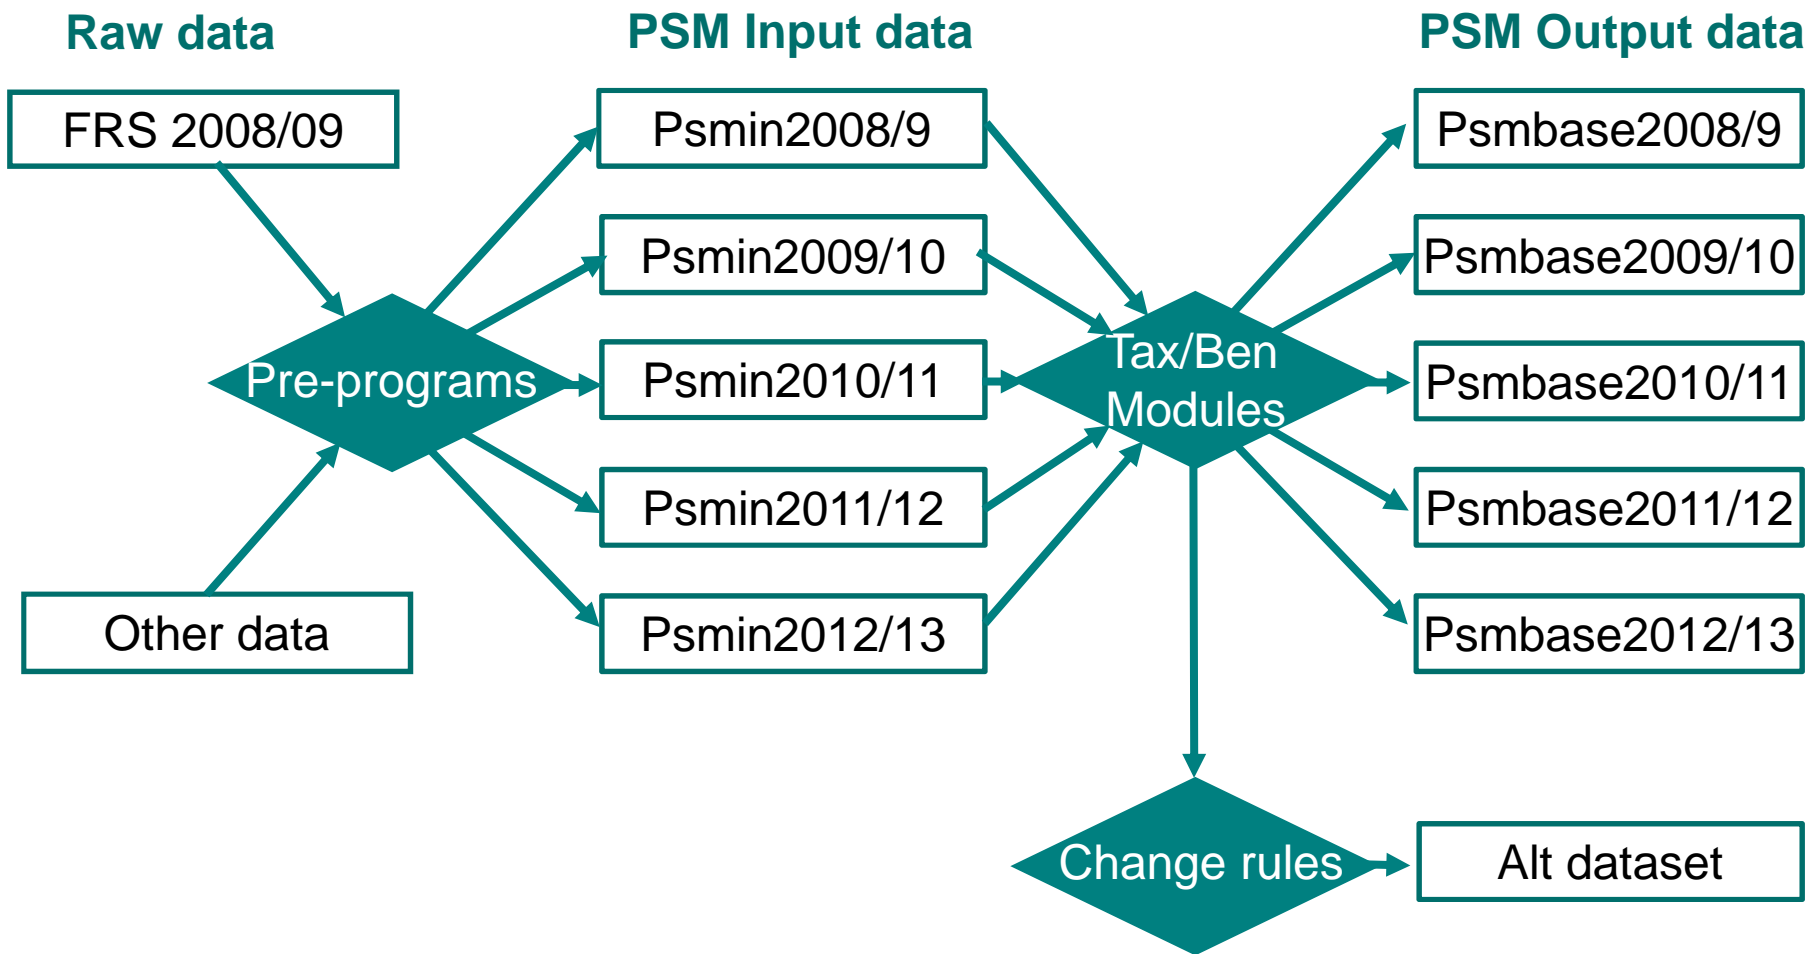 Raw data
PSM Input data
PSM Output data
FRS 2008/09
Psmin2008/9
Psmbase2008/9
Psmin2009/10
Psmbase2009/10
Pre-programs
Psmin2010/11
Tax/Ben
Modules
Psmbase2010/11
Psmin2011/12
Psmbase2011/12
Other data
Psmin2012/13
Psmbase2012/13
Change rules
Alt dataset